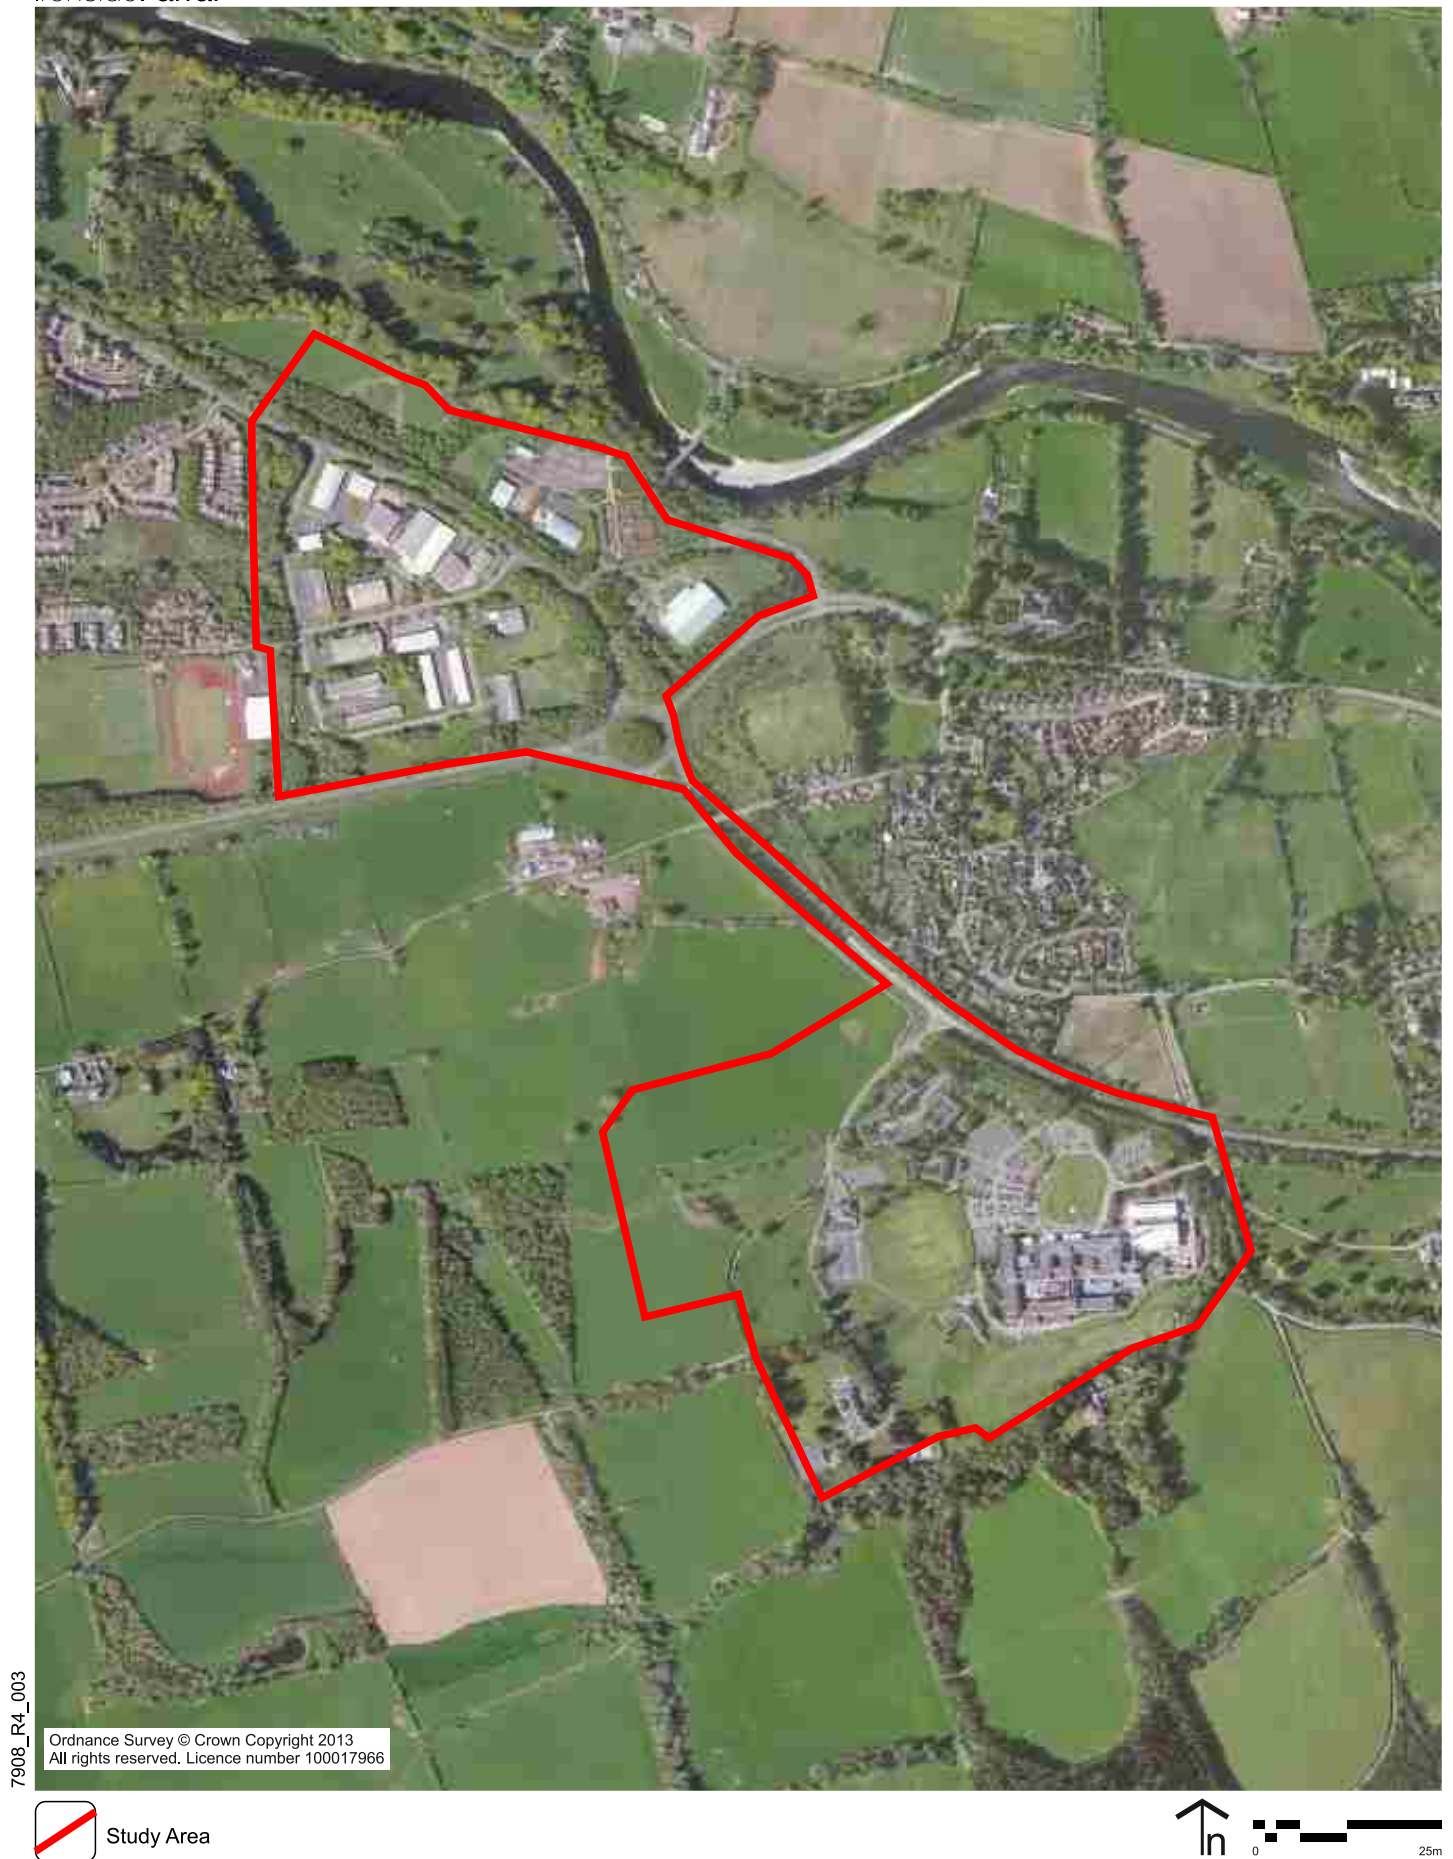 7908_R4_003
Ordnance Survey © Crown Copyright 2013
All rights reserved. Licence number 100017966
Study Area
n
0
25m